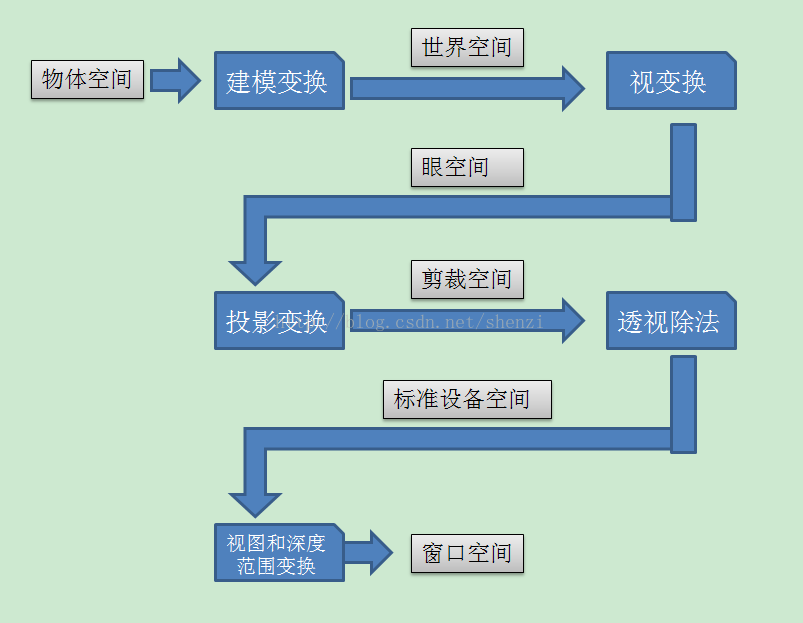 世界空间
物体空间
建模变换
视变换
眼空间
剪裁空间
投影变换
http://blog.csdn.net/shenzi
透视除法
标准设备空间
视图和深度
范围变换
窗口空间